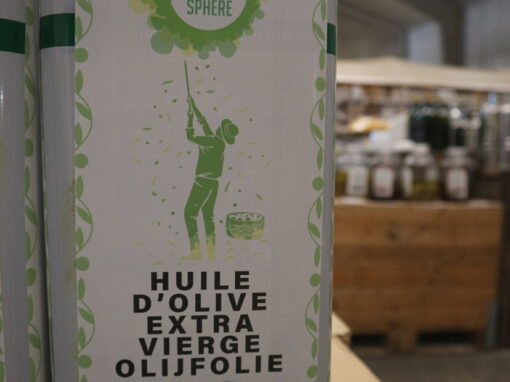 SPHERE
HUILE
D'OLIVE
EXTRA
VIERGE
OLIJFOLIE